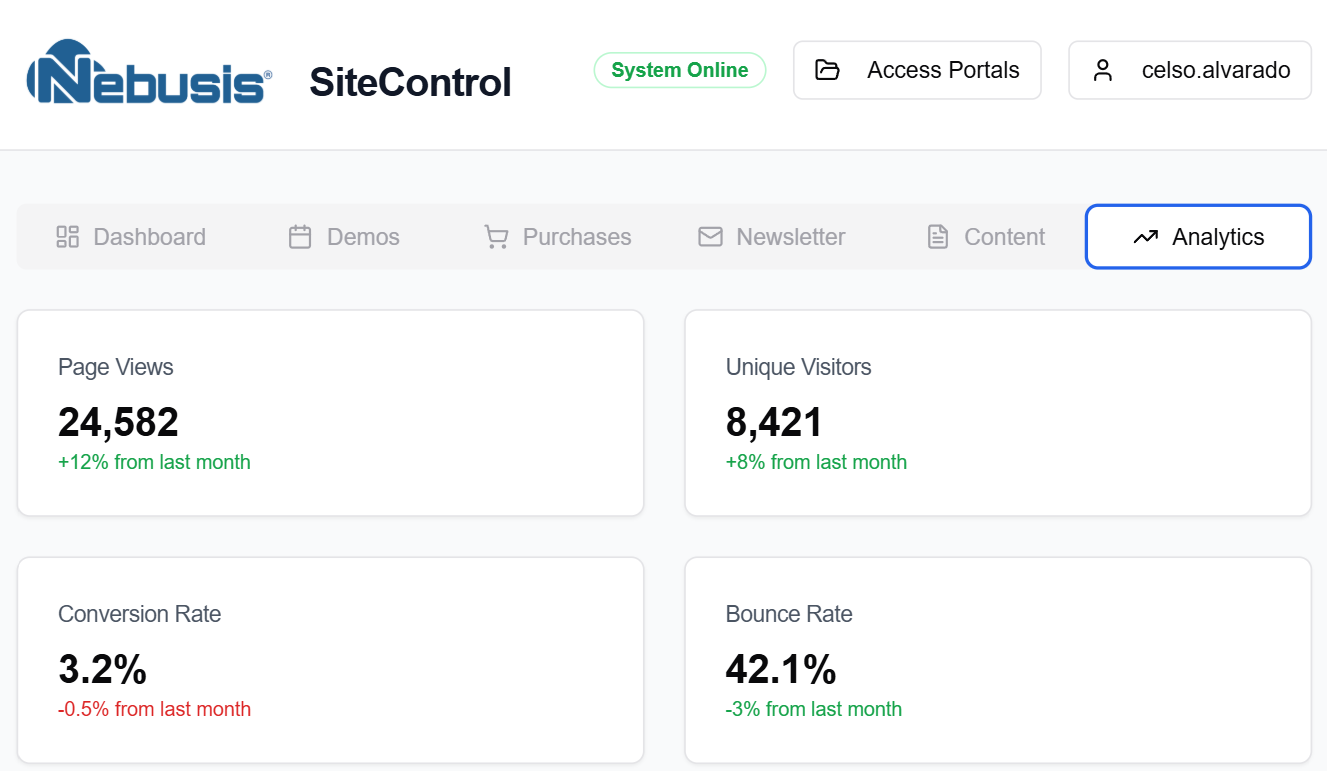 Nebusis®
SiteControl
System Online
Access Portals
celso.alvarado
Dashboard
Demos
Purchases
Newsletter
Content
Analytics
Page Views
24,582
+12% from last month
Unique Visitors
8,421
+8% from last month
Conversion Rate
3.2%
-0.5% from last month
Bounce Rate
42.1%
-3% from last month